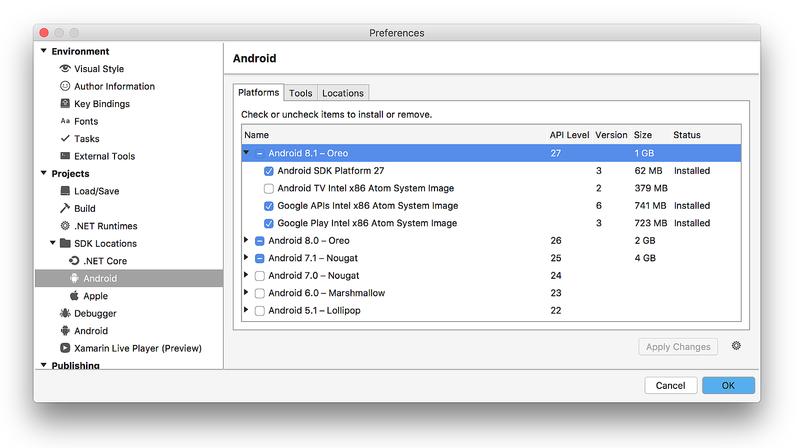 Preferences
Environment
Visual Style
Author Information
Key Bindings
Aa Fonts
Tasks
External Tools
Projects
Load/Save
Build
.NET Runtimes
SDK Locations
.NET Core
Android
Apple
Debugger
Android
Xamarin Live Player (Preview)
Publishing
Android
Platforms Tools Locations
Check or uncheck items to install or remove.
Name API Level Version Size Status
Android 8.1 – Oreo 27 1 GB
Android SDK Platform 27 3 62 MB Installed
Android TV Intel x86 Atom System Image 2 379 MB
Google APIs Intel x86 Atom System Image 6 741 MB Installed
Google Play Intel x86 Atom System Image 3 723 MB Installed
Android 8.0 – Oreo 26 2 GB
Android 7.1 – Nougat 25 4 GB
Android 7.0 – Nougat 24
Android 6.0 – Marshmallow 23
Android 5.1 – Lollipop 22
Apply Changes
Cancel OK